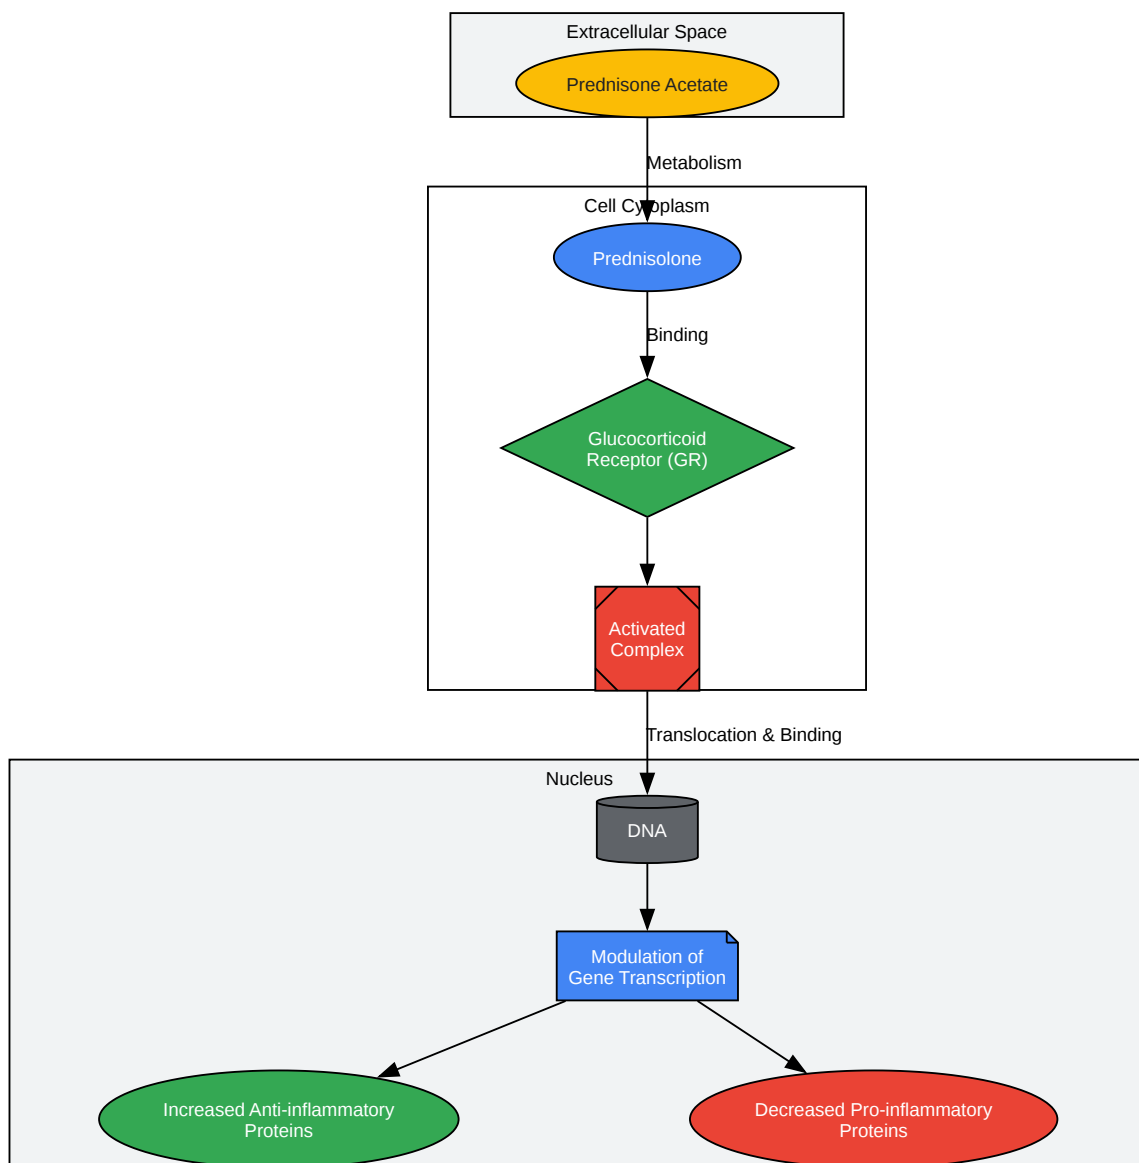 Extracellular Space
Prednisone Acetate
Metabolism
Cell Cytoplasm
Prednisolone
Binding
Glucocorticoid
Receptor (GR)
Activated
Complex
Translocation & Binding
Nucleus
DNA
Modulation of
Gene Transcription
Increased Anti-inflammatory
Proteins
Decreased Pro-inflammatory
Proteins